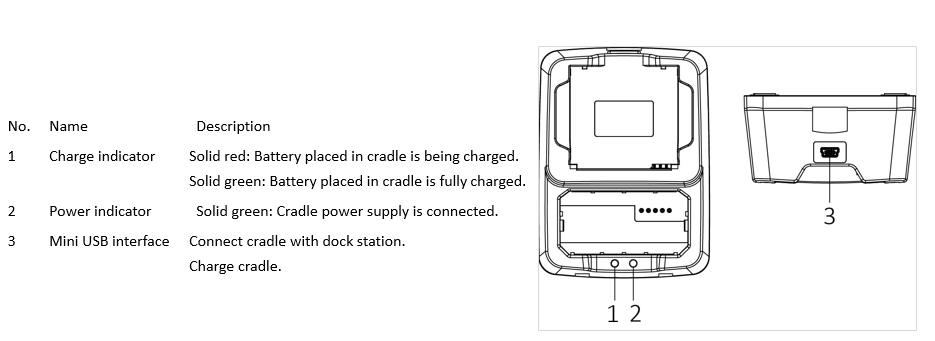 No. Name Description
1 Charge indicator Solid red: Battery placed in cradle is being charged.
Solid green: Battery placed in cradle is fully charged.
2 Power indicator Solid green: Cradle power supply is connected.
3 Mini USB interface Connect cradle with dock station.
Charge cradle.
1 2
3